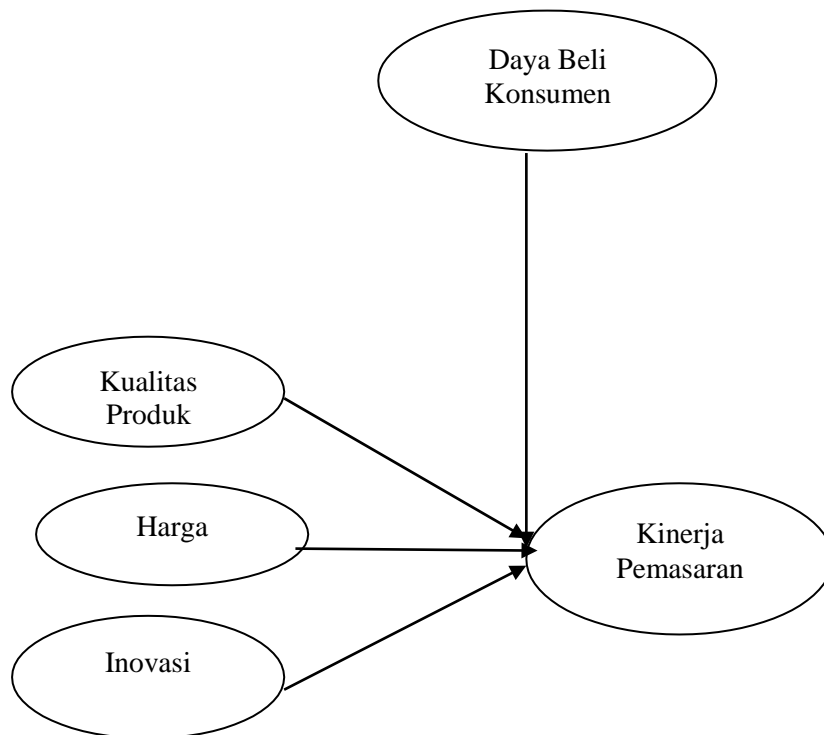 Daya Beli
Konsumen
Kualitas
Produk
Harga
Kinerja
Pemasaran
Inovasi